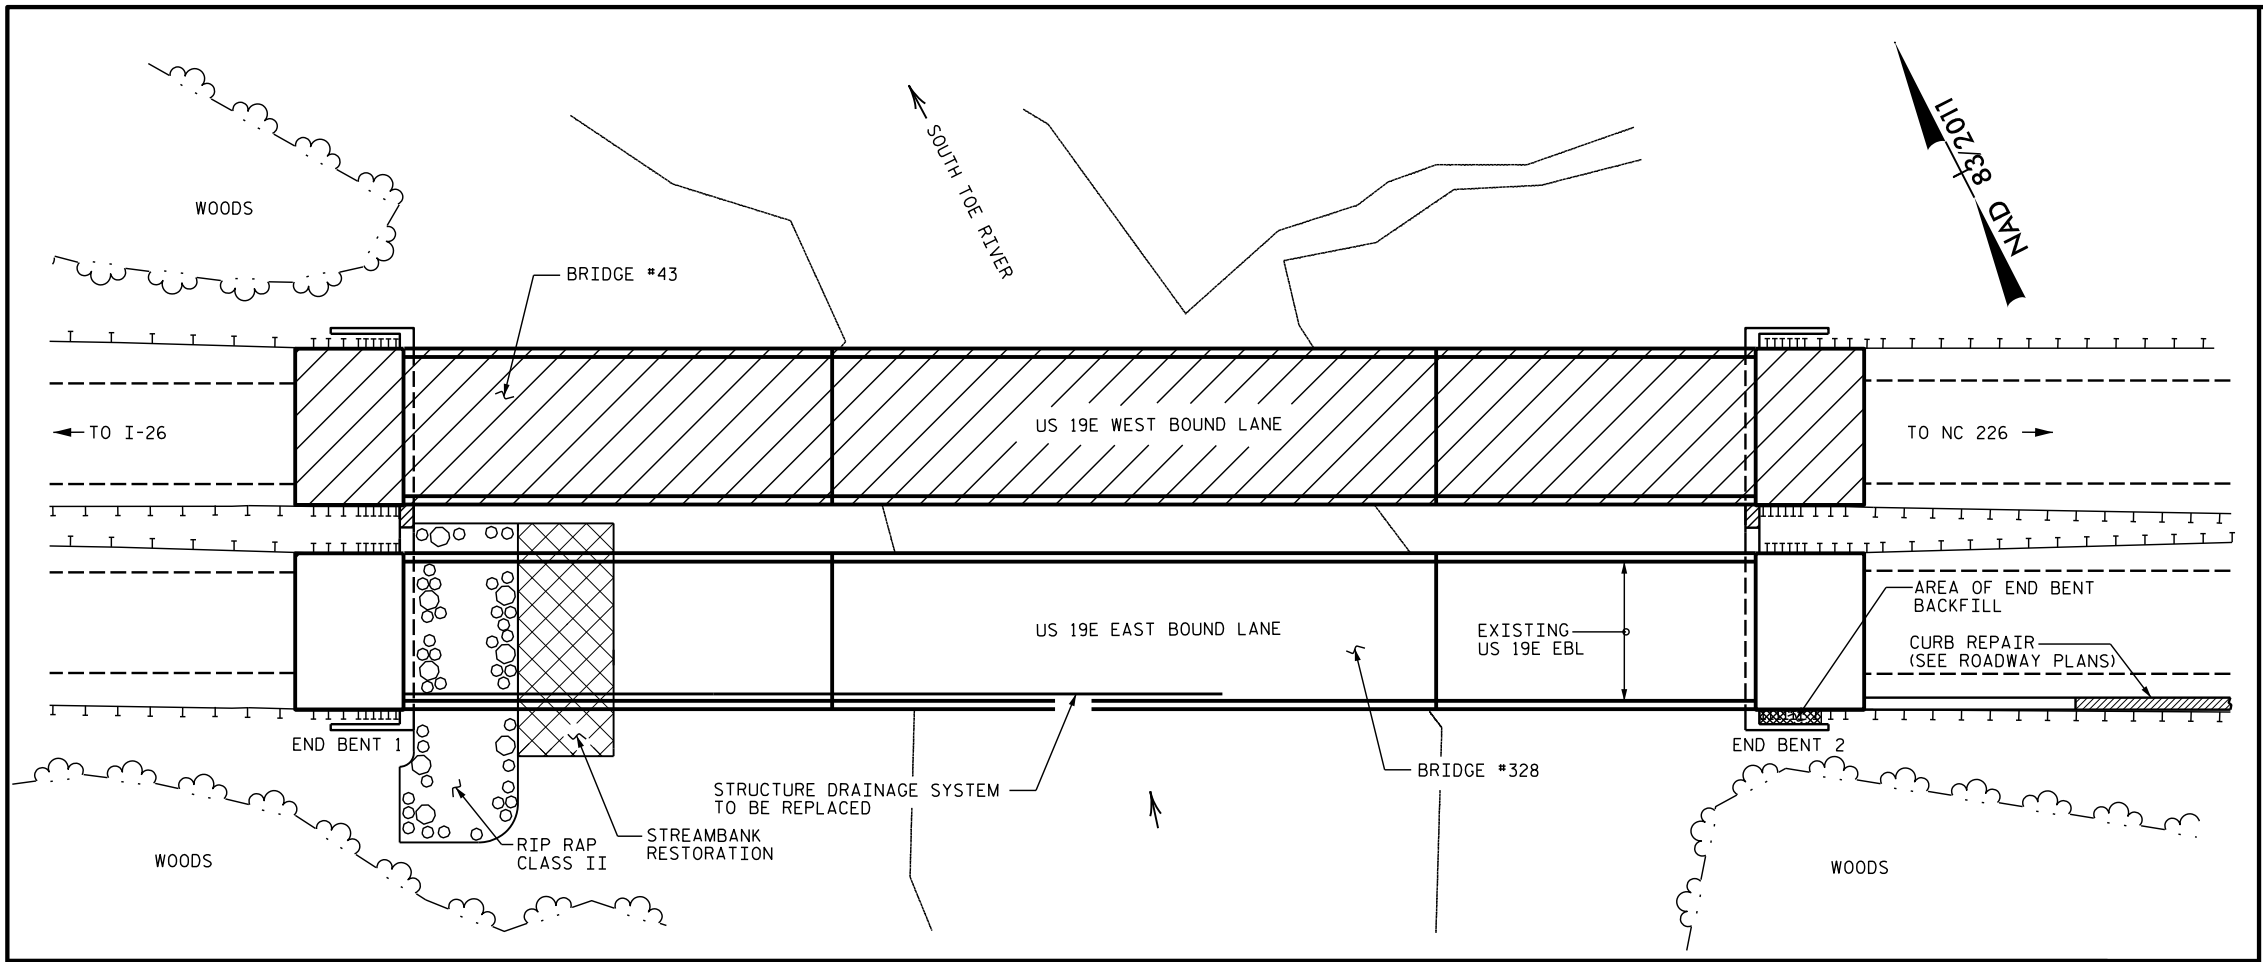 NAD 83/2011
SOUTH TOE RIVER
WOODS
BRIDGE #43
US 19E WEST BOUND LANE
TO I-26
TO NC 226
AREA OF END BENT
BACKFILL
US 19E EAST BOUND LANE
EXISTING
US 19E EBL
CURB REPAIR
(SEE ROADWAY PLANS)
END BENT 1
END BENT 2
BRIDGE #328
STRUCTURE DRAINAGE SYSTEM
TO BE REPLACED
STREAMBANK
RESTORATION
RIP RAP
CLASS II
WOODS
WOODS